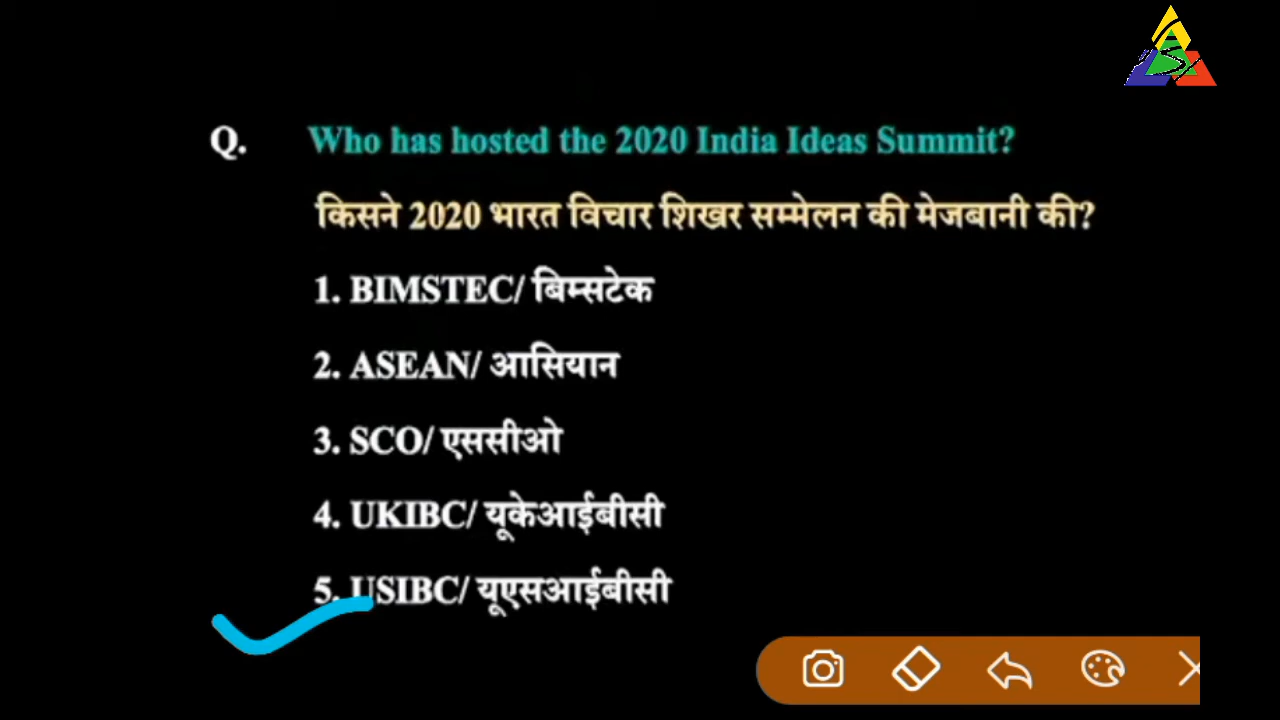 Q. Who has hosted the 2020 India Ideas Summit?
किसने 2020 भारत विचार शिखर सम्मेलन की मेजबानी की?
1. BIMSTEC/ बिम्सटेक
2. ASEAN/ आसियान
3. SCO/ एससीओ
4. UKIBC/ यूकेआईबीसी
5. USIBC/ यूएसआईबीसी